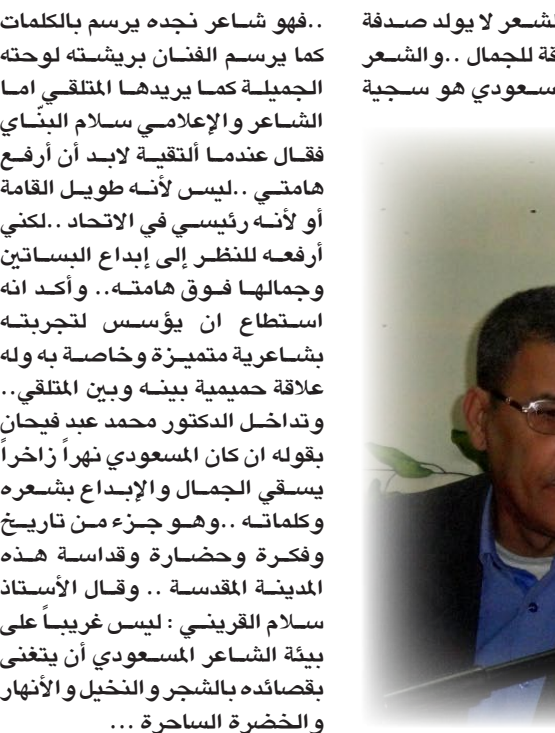 ..فهو شاعر نجده يرسم بالكلمات
كما يرسم الفنان بريشته لوحته
الجميلة كما يريدها المتلقي اما
الشاعر والإعلامي سلام البنّاي
فقال عندما ألتقية لابد أن أرفع
هامتي ..ليس لأنه طويل القامة
أو لأنه رئيسي في الاتحاد ..لكني
أرفعه للنظر إلى إبداع البساتين
وجمالها فوق هامته.. وأكد انه
استطاع ان يؤسس لتجربته
بشاعرية متميزة وخاصة به وله
علاقة حميمية بينه وبين المتلقي..
وتداخل الدكتور محمد عبد فيحان
بقوله ان كان المسعودي نهراً زاخراً
يسقي الجمال والإبداع بشعره
وكلماته ..وهو جزء من تاريخ
وفكرة وحضارة وقداسة هذه
المدينة المقدسة .. وقال الأستاذ
سلام القريني : ليس غريباً على
بيئة الشاعر المسعودي أن يتغنى
بقصائده بالشجر والنخيل والأنهار
والخضرة الساحرة ...
لا يولد صدفة
للجمال ..والشعر
هو سجية